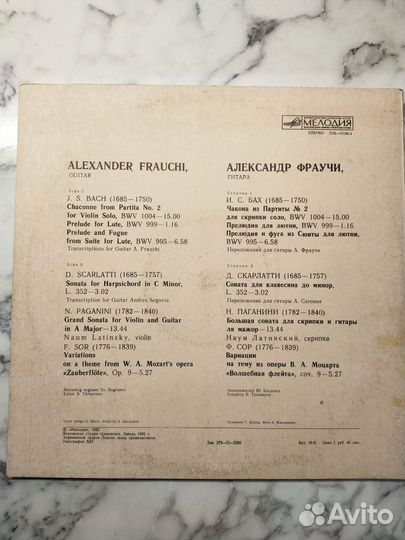 МЕЛОДИЯ
СТЕРЕО
ALEXANDER FRAUCHI,
GUITAR
Side 1
J. S. BACH (1685—1750)
Chaconne from Partita No. 2
for Violin Solo, BWV 1004—15.00
Prelude for Lute, BWV 999—1.16
Prelude and Fugue
from Suite for Lute, BWV 995—6.58
Transcriptions for Guitar A. Frauchi
Side 2
D. SCARLATTI (1685—1757)
Sonata for Harpsichord in C Minor,
L. 352—3.02
Transcription for Guitar Andres Segovia
N. PAGANINI (1782—1840)
Grand Sonata for Violin and Guitar
in A Major—13.44
Naum Latinsky, violin
F. SOR (1776—1839)
Variations
on a theme from W. A. Mozart's opera
«Zauberflöte», Op. 9—5.27
АЛЕКСАНДР ФРАУЧИ,
ГИТАРА
Сторона 1
И. С. БАХ (1685—1750)
Чакона из Партиты № 2
для скрипки соло, BWV 1004—15.00
Прелюдия для лютни, BWV 999—1.16
Прелюдия и фуга из Сюиты для лютни,
BWV 995—6.58
Переложения для гитары А. Фраучи
Сторона 2
Д. СКАРЛАТТИ (1685—1757)
Соната для клавесина до минор,
L. 352—3.02
Переложение для гитары А. Сеговия
Н. ПАГАНИНИ (1782—1840)
Большая соната для скрипки и гитары
ля мажор—13.44
Наум Латинский, скрипка
Ф. СОР (1776—1839)
Вариации
на тему из оперы В. А. Моцарта
«Волшебная флейта», соч. 9—5.27
Звукорежиссер Ю. Богданов
Редактор Б. Тихомиров
Avito